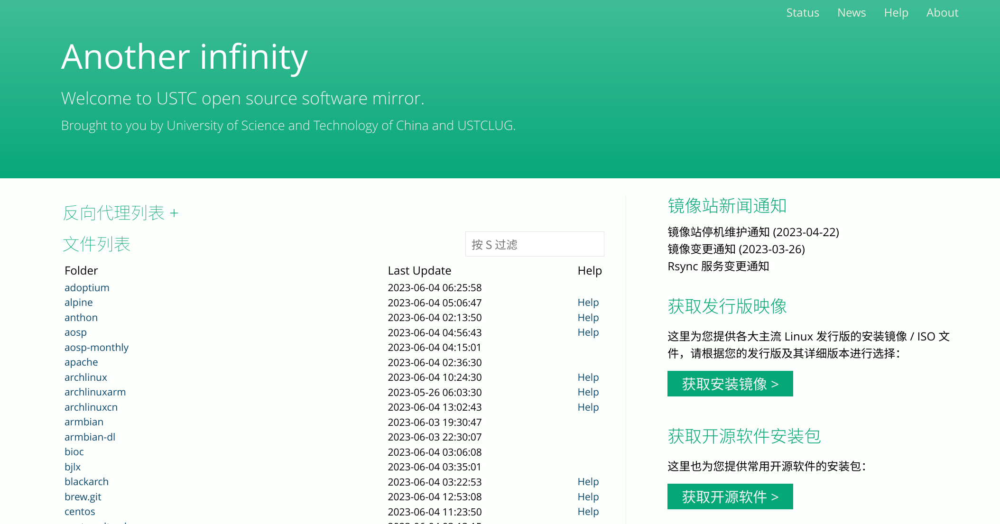 Status News Help About
Another infinity
Welcome to USTC open source software mirror.
Brought to you by University of Science and Technology of China and USTCLUG.
反向代理列表 +
文件列表
按 S 过滤
Folder Last Update Help
adoptium 2023-06-04 06:25:58
alpine 2023-06-04 05:06:47 Help
anthon 2023-06-04 02:13:50 Help
aosp 2023-06-04 04:56:43 Help
aosp-monthly 2023-06-04 04:15:01
apache 2023-06-04 02:36:30
archlinux 2023-06-04 10:24:30 Help
archlinuxarm 2023-05-26 06:03:30 Help
archlinuxcn 2023-06-04 13:02:43 Help
armbian 2023-06-03 19:30:47
armbian-dl 2023-06-03 22:30:07
bioc 2023-06-04 03:06:08
bjlx 2023-06-04 03:35:01
blackarch 2023-06-04 03:22:53 Help
brew.git 2023-06-04 12:53:08 Help
centos 2023-06-04 11:23:50 Help
镜像站新闻通知
镜像站停机维护通知 (2023-04-22)
镜像变更通知 (2023-03-26)
Rsync 服务变更通知
获取发行版映像
这里为您提供各大主流 Linux 发行版的安装镜像 / ISO 文
件，请根据您的发行版及其详细版本进行选择：
获取安装镜像 >
获取开源软件安装包
这里也为您提供常用开源软件的安装包：
获取开源软件 >